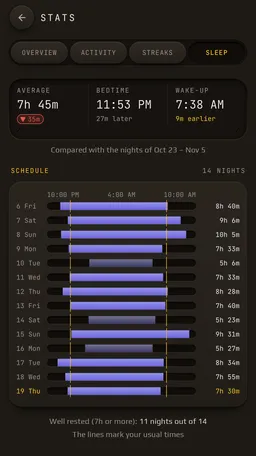 STATS
OVERVIEW ACTIVITY STREAKS SLEEP
AVERAGE BEDTIME WAKE-UP
7h 45m 11:53 PM 7:38 AM
▼ 35m 27m later 9m earlier
Compared with the nights of Oct 23 – Nov 5
SCHEDULE 14 NIGHTS
10:00 PM 4:00 AM 10:00 AM
6 Fri 8h 40m
7 Sat 9h 6m
8 Sun 10h 5m
9 Mon 7h 33m
10 Tue 5h 6m
11 Wed 7h 33m
12 Thu 8h 28m
13 Fri 7h 40m
14 Sat 5h 23m
15 Sun 9h 31m
16 Mon 5h 27m
17 Tue 8h 34m
18 Wed 7h 55m
19 Thu 7h 30m
Well rested (7h or more): 11 nights out of 14
The lines mark your usual times